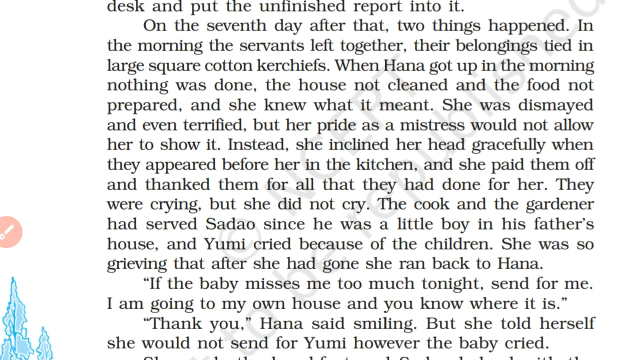 desk and put the unfinished report into it.
On the seventh day after that, two things happened. In
the morning the servants left together, their belongings tied in
large square cotton kerchiefs. When Hana got up in the morning
nothing was done, the house not cleaned and the food not
prepared, and she knew what it meant. She was dismayed
and even terrified, but her pride as a mistress would not allow
her to show it. Instead, she inclined her head gracefully when
they appeared before her in the kitchen, and she paid them off
and thanked them for all that they had done for her. They
were crying, but she did not cry. The cook and the gardener
had served Sadao since he was a little boy in his father’s
house, and Yumi cried because of the children. She was so
grieving that after she had gone she ran back to Hana.
“If the baby misses me too much tonight, send for me.
I am going to my own house and you know where it is.”
“Thank you,” Hana said smiling. But she told herself
she would not send for Yumi however the baby cried.
© NCERT
to be republished